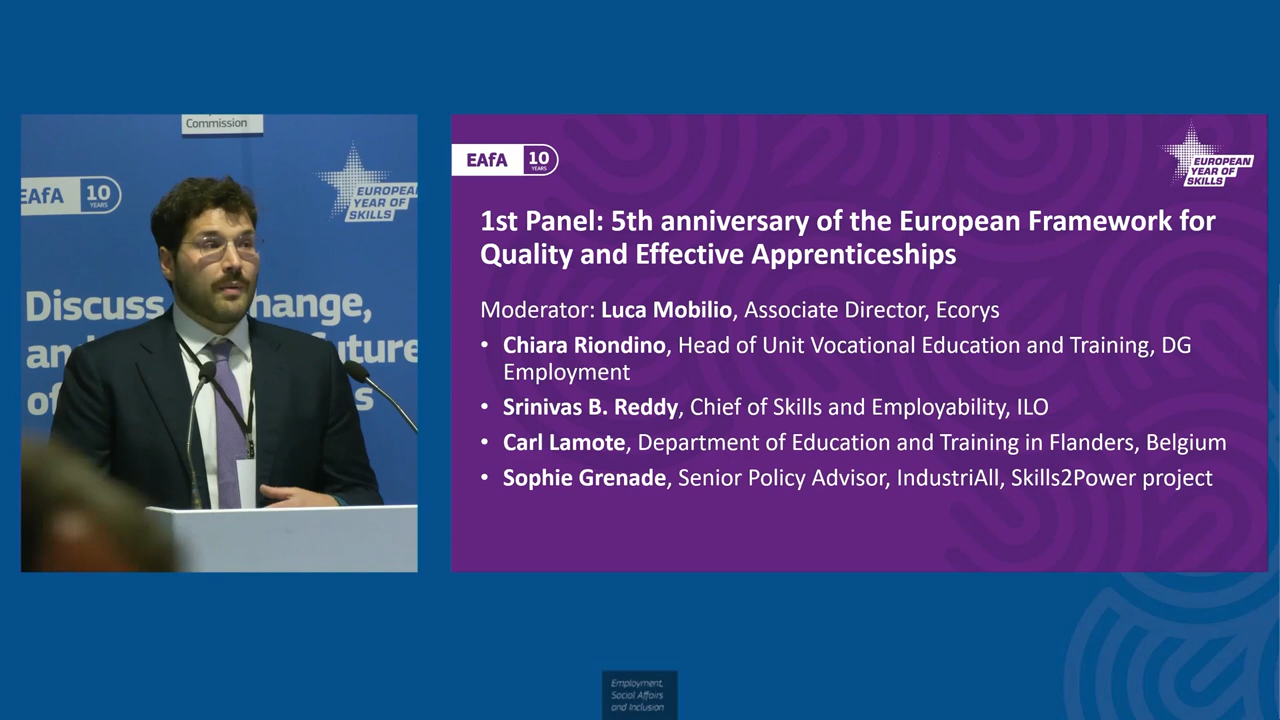 Commission
EAfA 10
YEARS
EUROPEAN
YEAR OF
SKILLS
Discuss hange,
an uture
of s
EAfA 10
YEARS
EUROPEAN
YEAR OF
SKILLS
1st Panel: 5th anniversary of the European Framework for
Quality and Effective Apprenticeships
Moderator: Luca Mobilio, Associate Director, Ecorys
• Chiara Riondino, Head of Unit Vocational Education and Training, DG
Employment
• Srinivas B. Reddy, Chief of Skills and Employability, ILO
• Carl Lamote, Department of Education and Training in Flanders, Belgium
• Sophie Grenade, Senior Policy Advisor, IndustriAll, Skills2Power project
Employment,
Social Affairs
and Inclusion